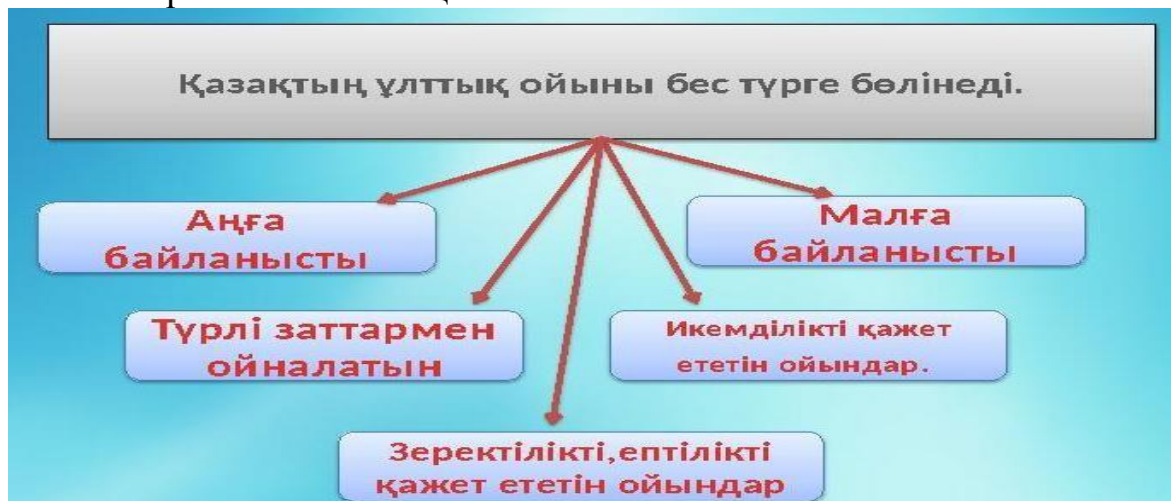 Қазақтың ұлттық ойыны бес түрге бөлінеді.
Аңға
байланысты
Малға
байланысты
Түрлі заттармен
ойналатын
Икемділікті қажет
ететін ойындар.
Зеректілікті,ептілікті
қажет ететін ойындар